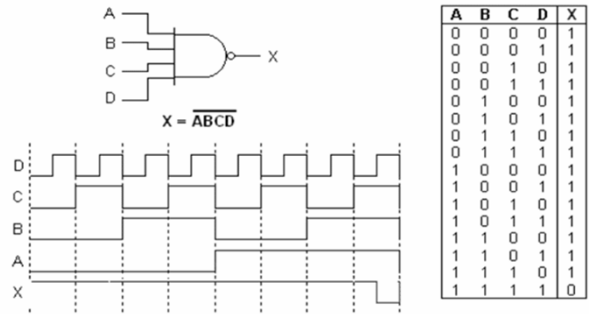 A
B
C
D
X
X = ABCD
D
C
B
A
X
A B C D X
0 0 0 0 1
0 0 0 1 1
0 0 1 0 1
0 0 1 1 1
0 1 0 0 1
0 1 0 1 1
0 1 1 0 1
0 1 1 1 1
1 0 0 0 1
1 0 0 1 1
1 0 1 0 1
1 0 1 1 1
1 1 0 0 1
1 1 0 1 1
1 1 1 0 1
1 1 1 1 0